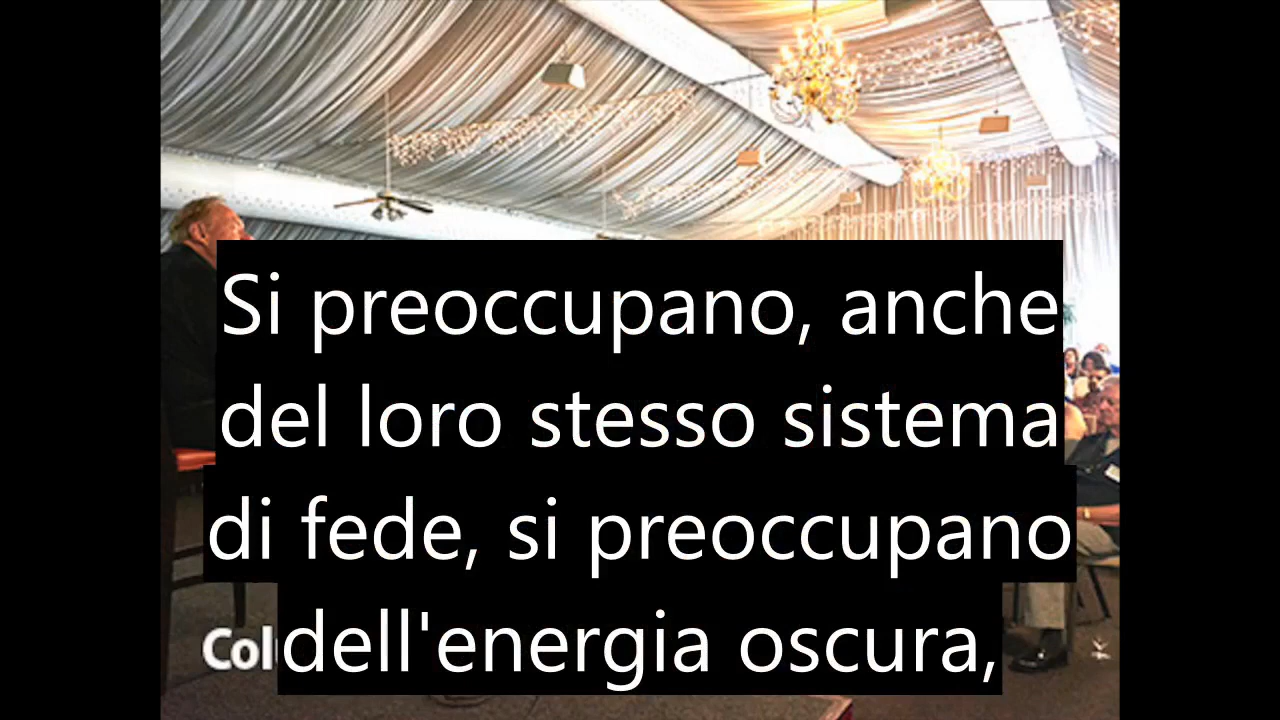 Si preoccupano, anche
del loro stesso sistema
di fede, si preoccupano
dell'energia oscura,